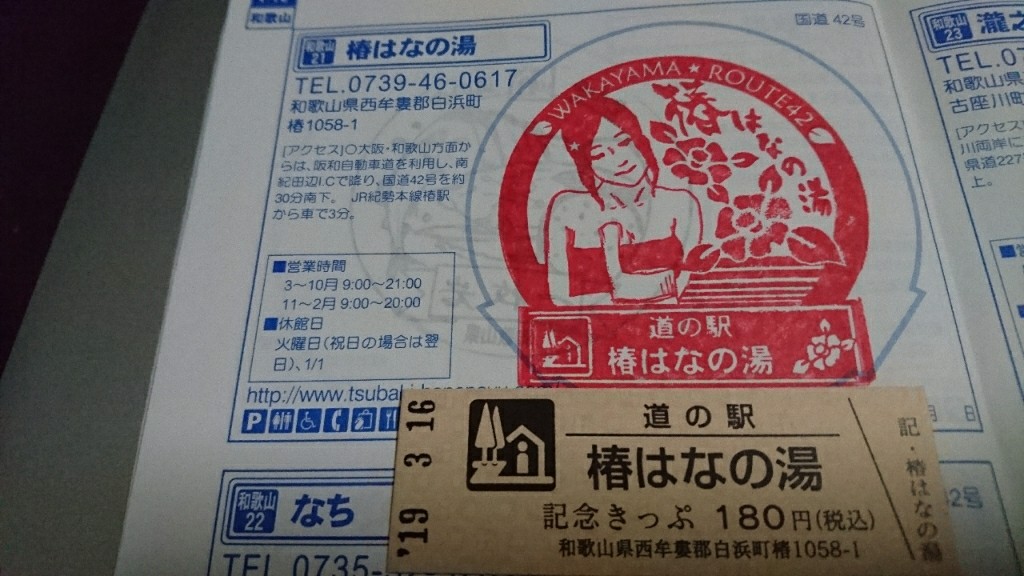 和歌山
国道 42号
和歌山
21
椿はなの湯
TEL.0739-46-0617
和歌山県西牟婁郡白浜町
椿1058-1
[アクセス]○大阪・和歌山方面か
らは、阪和自動車道を利用し、南
紀田辺I.Cで降り、国道42号を約
30分南下。 JR紀勢本線椿駅
から車で3分。
■営業時間
3～10月 9:00～21:00
11～2月 9:00～20:00
■休館日
火曜日(祝日の場合は翌
日)、1/1
http://www.tsubaki-
P
WAKAYAMA ★ ROUTE42
椿はなの湯
道の駅
椿はなの湯
月 日
和歌山
23
瀧之
TEL.0
和歌山県
古座川町
[アクセス]
川両岸に
県道227
上。
和歌山
22
なち
TEL.0735-
2号
'19 3 16
道の駅
椿はなの湯
記念きっぷ 180円(税込)
和歌山県西牟婁郡白浜町椿1058-1
記・椿はなの湯